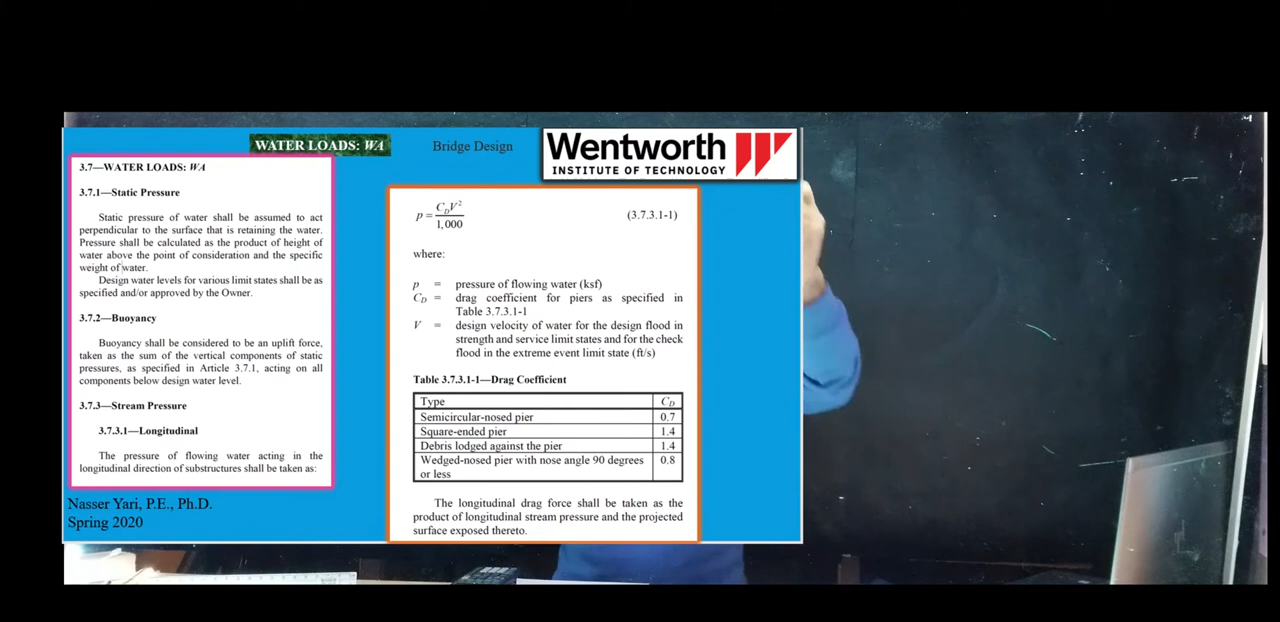 WATER LOADS: WA
Bridge Design
Wentworth
INSTITUTE OF TECHNOLOGY
3.7—WATER LOADS: WA
3.7.1—Static Pressure
Static pressure of water shall be assumed to act
perpendicular to the surface that is retaining the water.
Pressure shall be calculated as the product of height of
water above the point of consideration and the specific
weight of water.
Design water levels for various limit states shall be as
specified and/or approved by the Owner.
3.7.2—Buoyancy
Buoyancy shall be considered to be an uplift force,
taken as the sum of the vertical components of static
pressures, as specified in Article 3.7.1, acting on all
components below design water level.
3.7.3—Stream Pressure
3.7.3.1—Longitudinal
The pressure of flowing water acting in the
longitudinal direction of substructures shall be taken as:
Nasser Yari, P.E., Ph.D.
Spring 2020
p = C_D V² / 1,000 (3.7.3.1-1)
where:
p = pressure of flowing water (ksf)
C_D = drag coefficient for piers as specified in
Table 3.7.3.1-1
V = design velocity of water for the design flood in
strength and service limit states and for the check
flood in the extreme event limit state (ft/s)
Table 3.7.3.1-1—Drag Coefficient
Type C_D
Semicircular-nosed pier 0.7
Square-ended pier 1.4
Debris lodged against the pier 1.4
Wedged-nosed pier with nose angle 90 degrees 0.8
or less
The longitudinal drag force shall be taken as the
product of longitudinal stream pressure and the projected
surface exposed thereto.